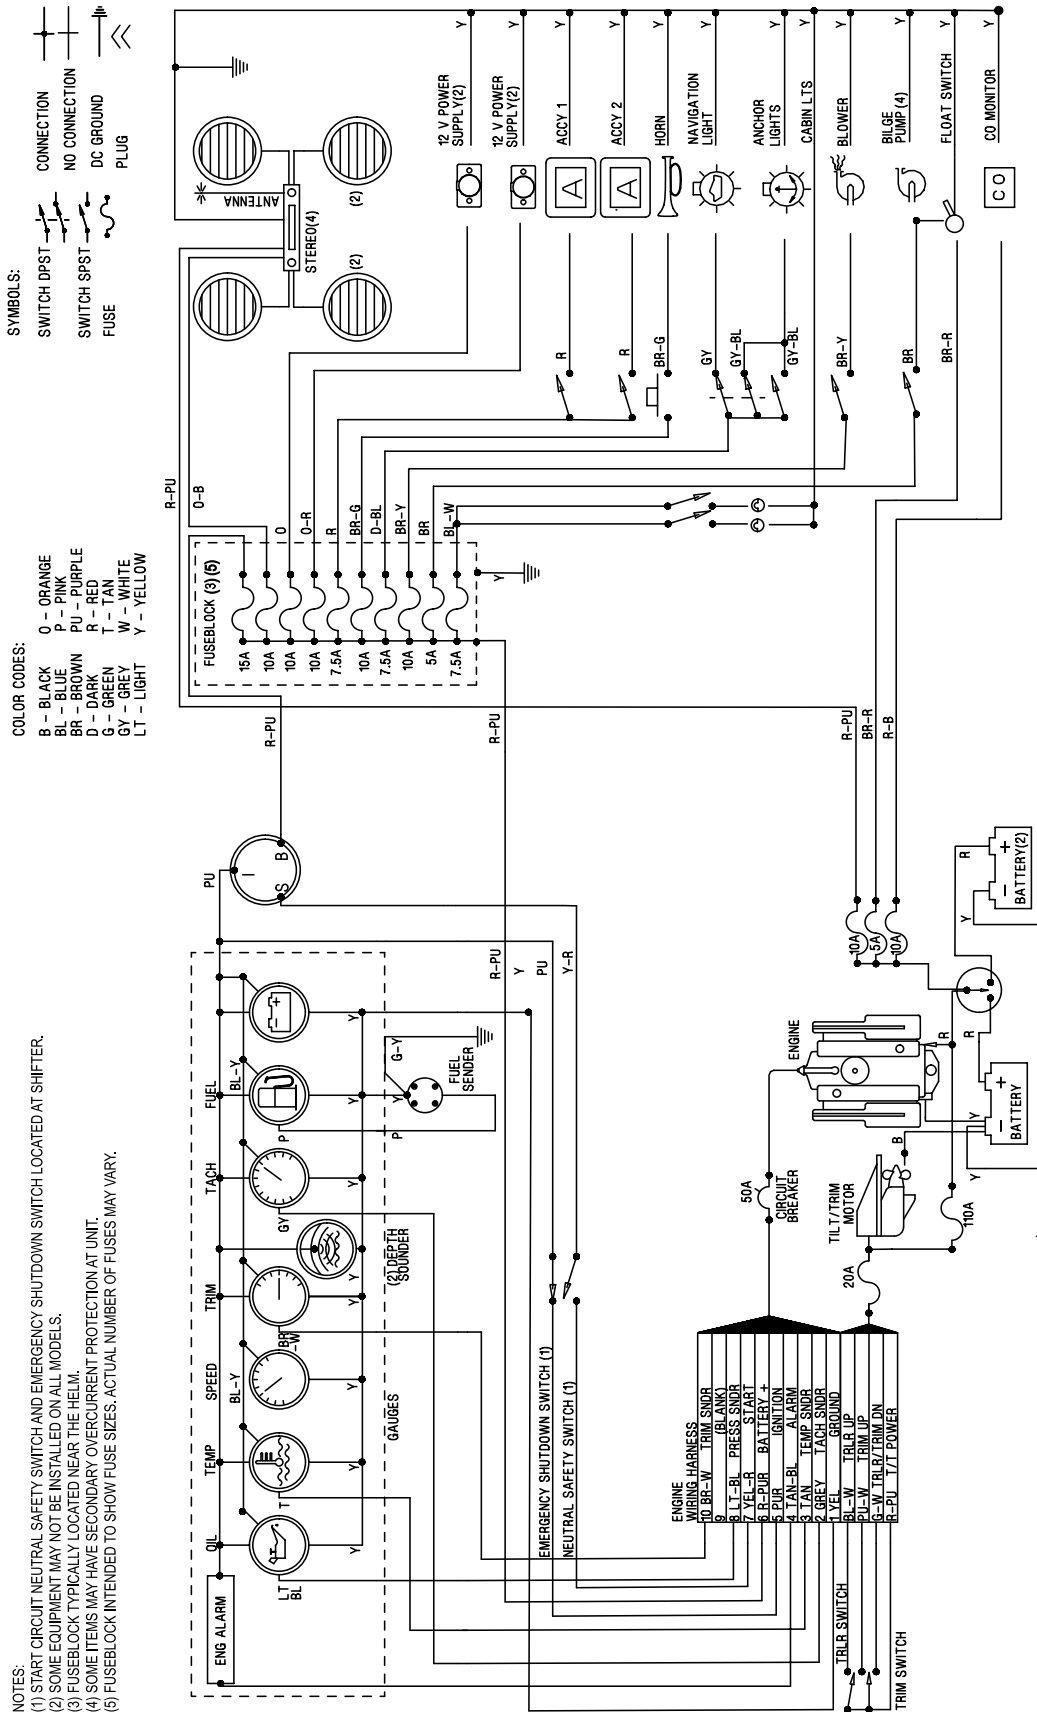 NOTES:
(1) START CIRCUIT NEUTRAL SAFETY SWITCH AND EMERGENCY SHUTDOWN SWITCH LOCATED AT SHIFTER.
(2) SOME EQUIPMENT MAY NOT BE INSTALLED ON ALL MODELS.
(3) FUSEBLOCK TYPICALLY LOCATED NEAR THE HELM.
(4) SOME ITEMS MAY HAVE SECONDARY OVERCURRENT PROTECTION AT UNIT.
(5) FUSEBLOCK INTENDED TO SHOW FUSE SIZES. ACTUAL NUMBER OF FUSES MAY VARY.
COLOR CODES:
B - BLACK O - ORANGE
BL - BLUE P - PINK
BR - BROWN PU - PURPLE
D - DARK R - RED
G - GREEN T - TAN
GY - GREY W - WHITE
LT - LIGHT Y - YELLOW
SYMBOLS:
SWITCH DPST
SWITCH SPST
FUSE
CONNECTION
NO CONNECTION
DC GROUND
PLUG
ENG ALARM
OIL
TEMP
SPEED
TRIM
TACH
FUEL
BL-Y
BL-Y
PU
I
S
B
LT
BL
T
BR
-W
GY
P
Y
Y
Y
Y
Y
Y
Y
Y
(2) DEPTH
SOUNDER
GAUGES
P
Y
G-Y
FUEL
SENDER
R-PU
Y
PU
Y-R
R-PU
R-PU
R-PU
O-B
FUSEBLOCK (3)(5)
15A
10A
10A
10A
7.5A
10A
7.5A
10A
5A
7.5A
O
O-R
R
BR-G
D-BL
BR-Y
BR
BL-W
Y
ANTENNA
STEREO(4)
(2)
(2)
12 V POWER
SUPPLY(2)
12 V POWER
SUPPLY(2)
ACCY 1
ACCY 2
HORN
NAVIGATION
LIGHT
ANCHOR
LIGHTS
CABIN LTS
BLOWER
BILGE
PUMP (4)
FLOAT SWITCH
CO MONITOR
Y
Y
Y
Y
Y
Y
Y
Y
Y
Y
Y
Y
A
A
CO
R
R
BR-G
GY
GY-BL
GY-BL
BR-Y
BR
BR-R
R-PU
BR-R
R-B
10A
5A
10A
EMERGENCY SHUTDOWN SWITCH (1)
NEUTRAL SAFETY SWITCH (1)
ENGINE
WIRING HARNESS
10 BR-W TRIM SNDR
9 (BLANK)
8 LT-BL PRESS SNDR
7 YEL-R START
6 R-PUR BATTERY +
5 PUR IGNITION
4 TAN-BL ALARM
3 TAN TEMP SNDR
2 GREY TACH SNDR
1 YEL GROUND
BL-W TRLR UP
PU-W TRIM UP
G-W TRLR/TRIM DN
R-PU T/T POWER
TRLR SWITCH
TRIM SWITCH
50A
CIRCUIT
BREAKER
ENGINE
TILT/TRIM
MOTOR
20A
110A
B
Y
Y
R
R
BATTERY
- +
R
Y
BATTERY(2)
- +